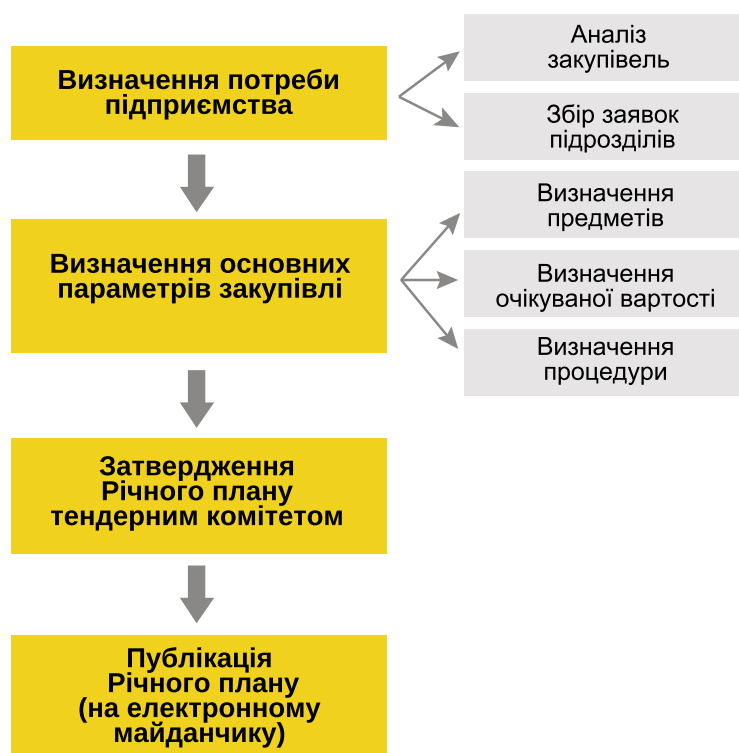 Визначення потреби
підприємства
Аналіз
закупівель
Збір заявок
підрозділів
Визначення основних
параметрів закупівлі
Визначення
предметів
Визначення
очікуваної вартості
Визначення
процедури
Затвердження
Річного плану
тендерним комітетом
Публікація
Річного плану
(на електронному
майданчику)